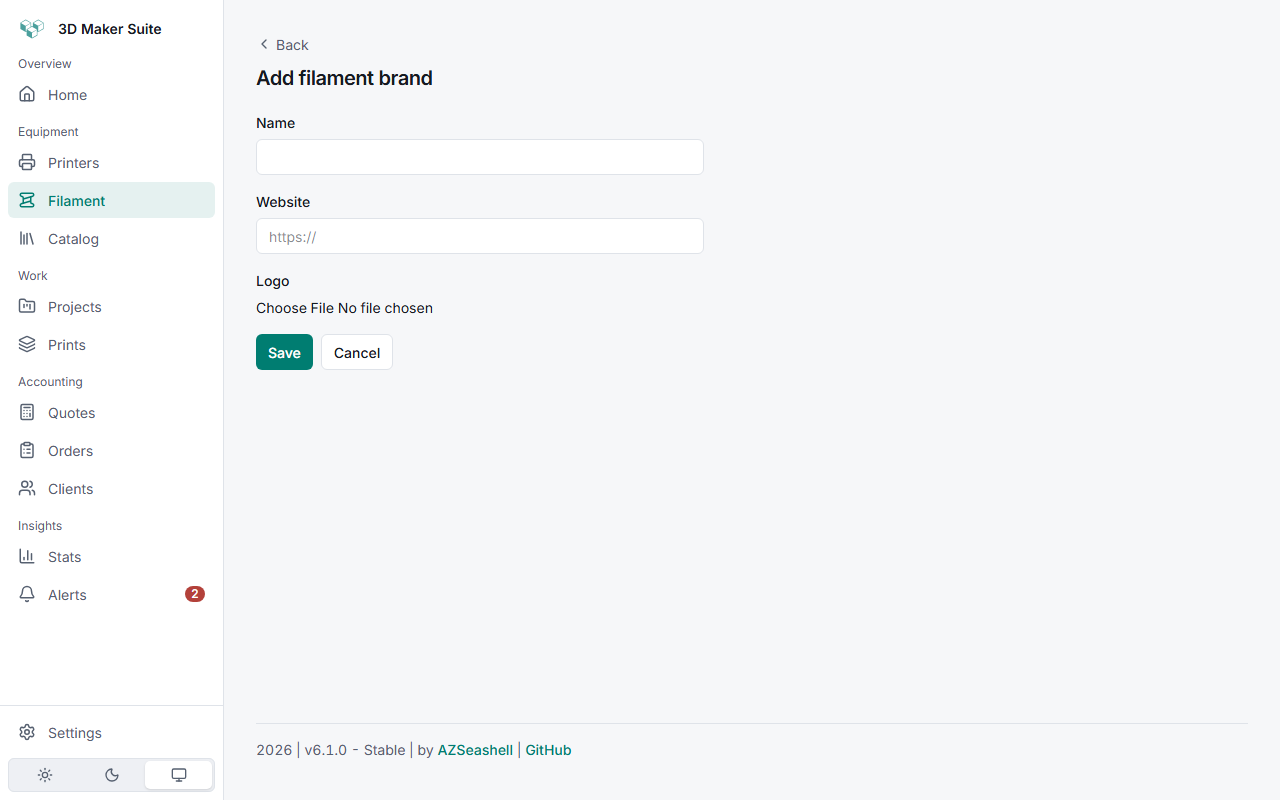 3D Maker Suite
Overview
Home
Equipment
Printers
Filament
Catalog
Work
Projects
Prints
Accounting
Quotes
Orders
Clients
Insights
Stats
Alerts 2
Settings
Back
Add filament brand
Name
Website
https://
Logo
Choose File No file chosen
Save Cancel
2026 | v6.1.0 - Stable | by AZSeashell | GitHub